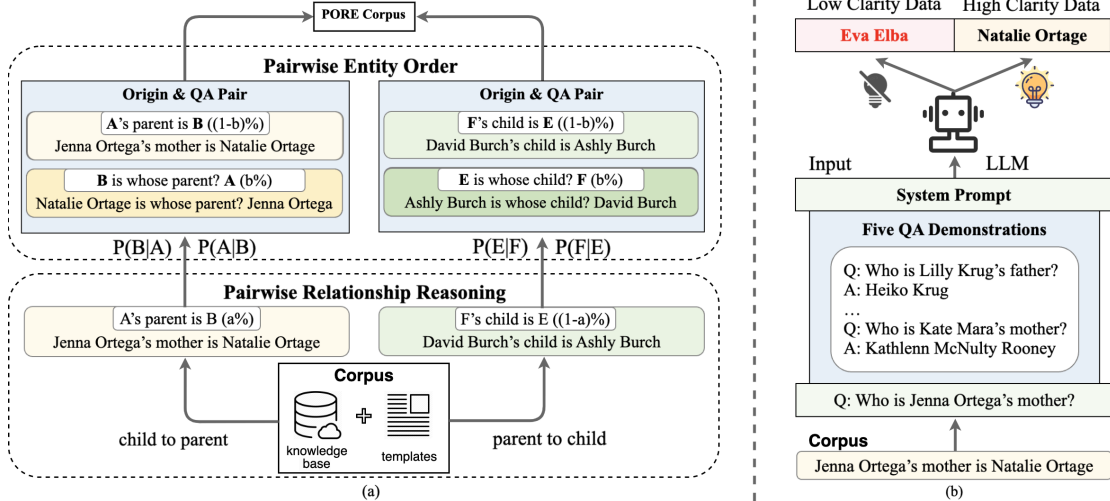 PORE Corpus
Pairwise Entity Order
Origin & QA Pair
A's parent is B ((1-b)%)
Jenna Ortega's mother is Natalie Ortage
B is whose parent? A (b%)
Natalie Ortage is whose parent? Jenna Ortega
Origin & QA Pair
F's child is E ((1-b)%)
David Burch's child is Ashly Burch
E is whose child? F (b%)
Ashly Burch is whose child? David Burch
P(B|A) P(A|B)
P(E|F) P(F|E)
Pairwise Relationship Reasoning
A's parent is B (a%)
Jenna Ortega's mother is Natalie Ortage
F's child is E ((1-a)%)
David Burch's child is Ashly Burch
Corpus
knowledge
base
templates
child to parent
parent to child
(a)
Low Clarity Data
High Clarity Data
Eva Elba
Natalie Ortage
Input
LLM
System Prompt
Five QA Demonstrations
Q: Who is Lilly Krug's father?
A: Heiko Krug
...
Q: Who is Kate Mara's mother?
A: Kathlenn McNulty Rooney
Q: Who is Jenna Ortega's mother?
Corpus
Jenna Ortega's mother is Natalie Ortage
(b)